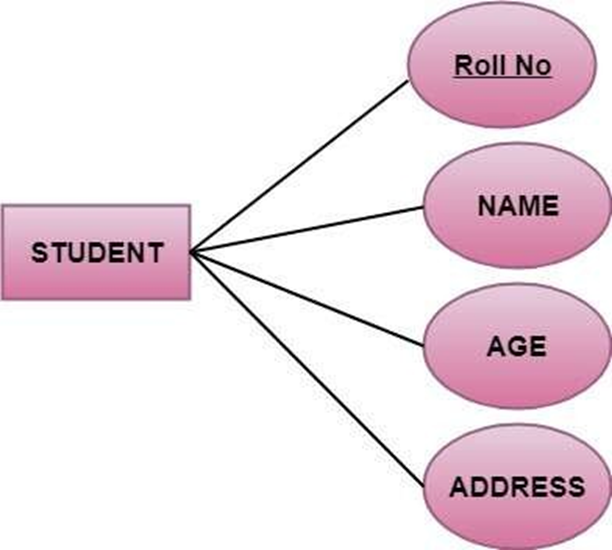 Roll No
NAME
STUDENT
AGE
ADDRESS